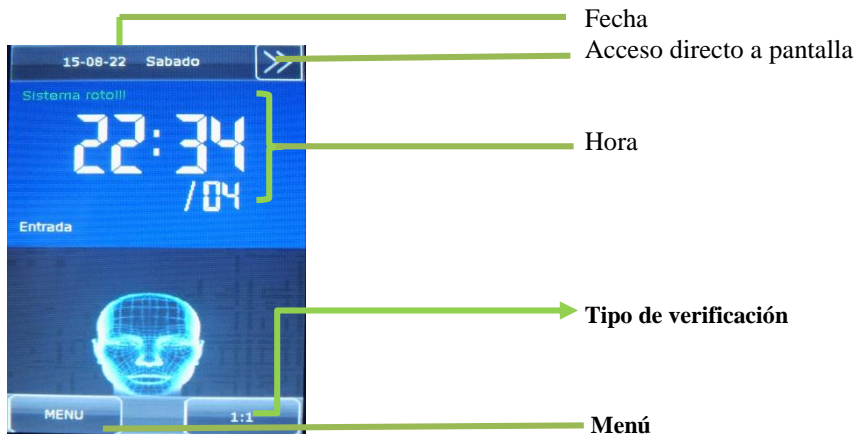 Fecha
15-08-22 Sabado
Acceso directo a pantalla
Sistema roto!!!
22:34
/04
Hora
Entrada
Tipo de verificación
MENU
1:1
Menú